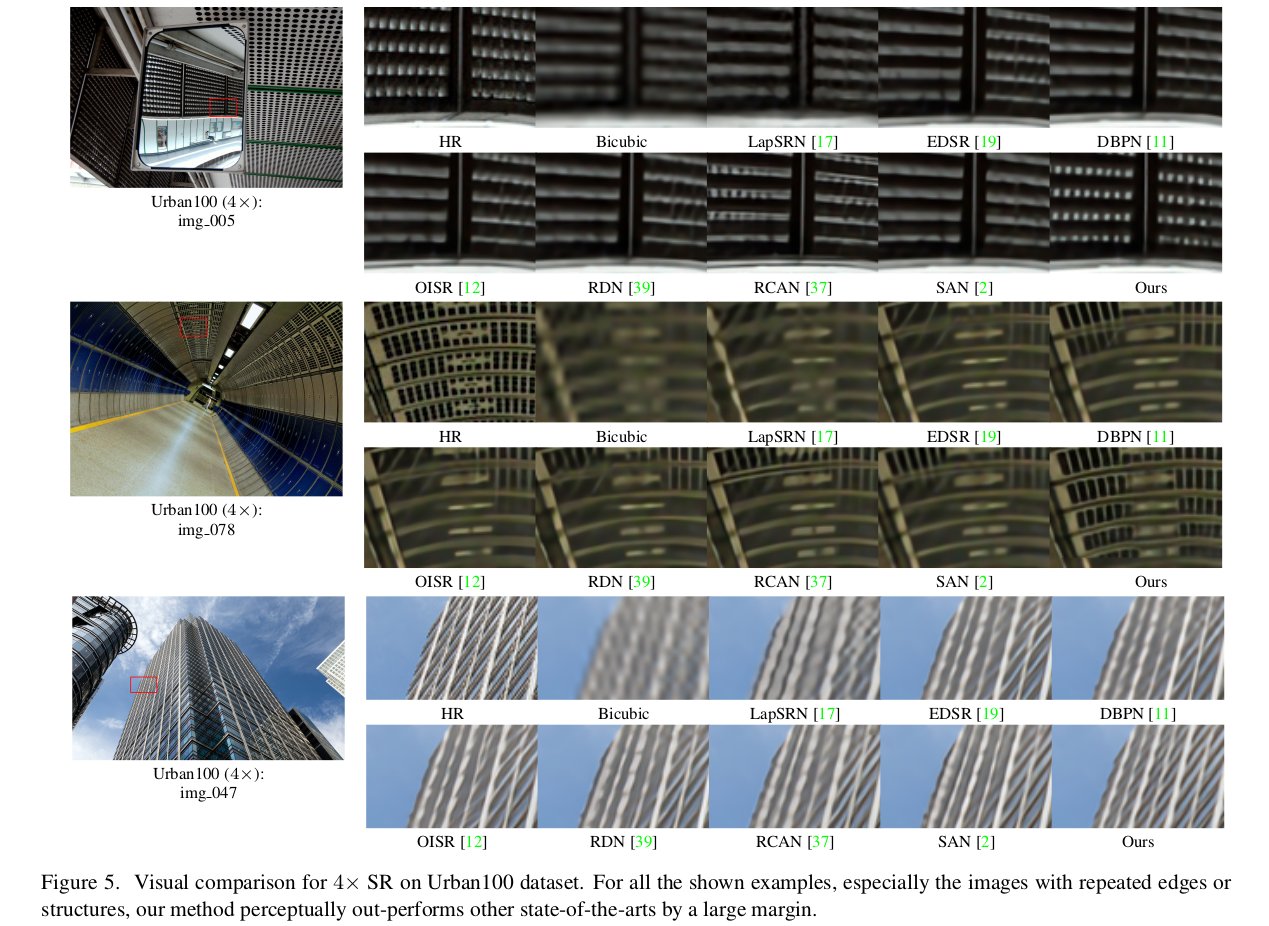 HR Bicubic LapSRN [17] EDSR [19] DBPN [11]
Urban100 (4×):
img_005
OISR [12] RDN [39] RCAN [37] SAN [2] Ours
HR Bicubic LapSRN [17] EDSR [19] DBPN [11]
Urban100 (4×):
img_078
OISR [12] RDN [39] RCAN [37] SAN [2] Ours
HR Bicubic LapSRN [17] EDSR [19] DBPN [11]
Urban100 (4×):
img_047
OISR [12] RDN [39] RCAN [37] SAN [2] Ours
Figure 5. Visual comparison for 4× SR on Urban100 dataset. For all the shown examples, especially the images with repeated edges or
structures, our method perceptually out-performs other state-of-the-arts by a large margin.